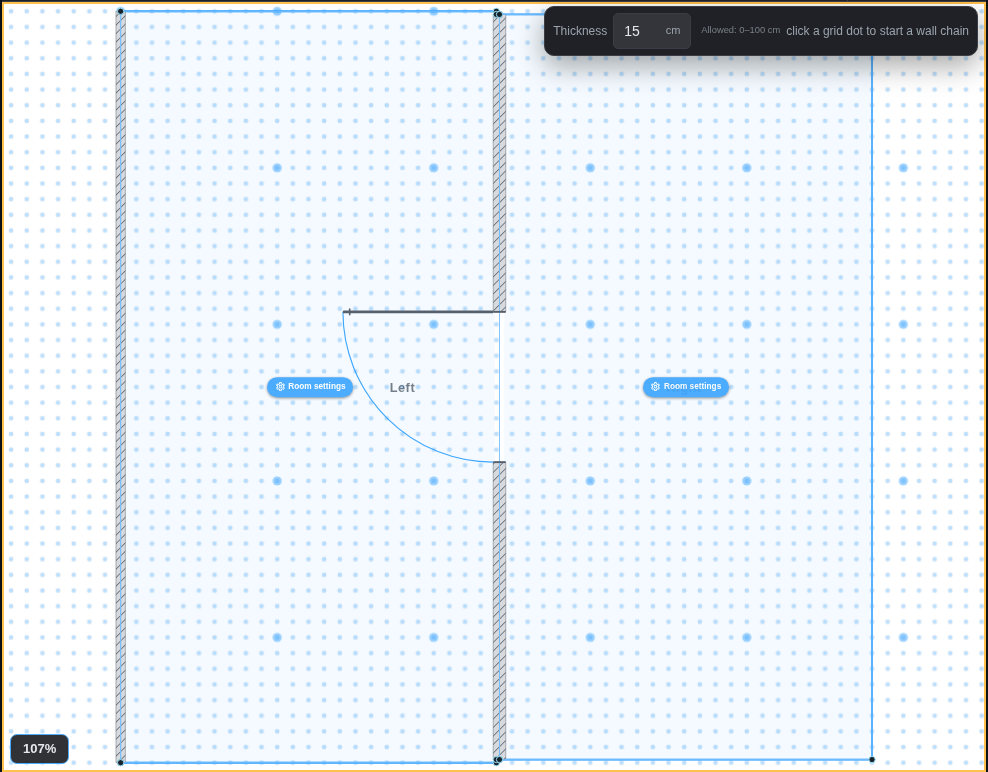 Thickness 15 cm Allowed: 0–100 cm click a grid dot to start a wall chain
Room settings Left Room settings
107%